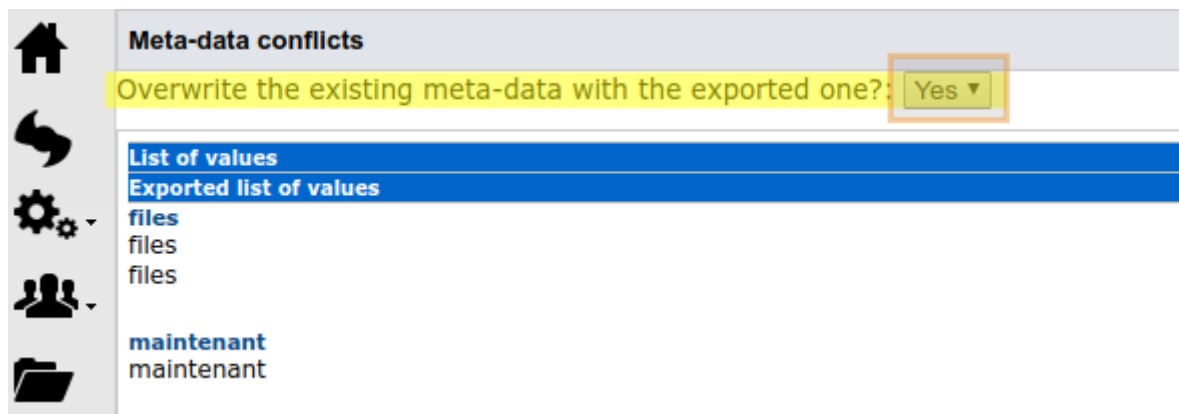 Meta-data conflicts
Overwrite the existing meta-data with the exported one?: Yes
List of values
Exported list of values
files
files
files
maintenant
maintenant